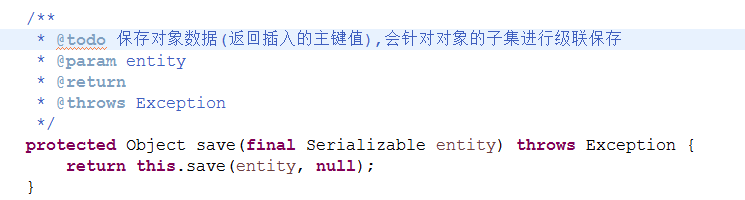 /**
 * @todo 保存对象数据(返回插入的主键值),会针对对象的子集进行级联保存
 * @param entity
 * @return
 * @throws Exception
 */
protected Object save(final Serializable entity) throws Exception {
    return this.save(entity, null);
}